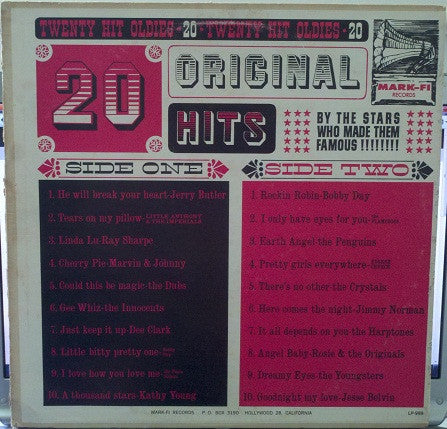 TWENTY HIT OLDIES-20-TWENTY HIT OLDIES-20
20
ORIGINAL
HITS
MARK-FI
RECORDS
BY THE STARS
WHO MADE THEM
FAMOUS !!!!!!!!!
SIDE ONE
1. He will break your heart-Jerry Butler
2. Tears on my pillow-LITTLE ANTHONY & THE IMPERIALS
3. Linda Lu-Ray Sharpe
4. Cherry Pie-Marvin & Johnny
5. Could this be magic-the Dubs
6. Gee Whiz-the Innocents
7. Just keep it up-Dee Clark
8. Little bitty pretty one-
9. I love how you love me-
10. A thousand stars-Kathy Young
SIDE TWO
1. Rockin Robin-Bobby Day
2. I only have eyes for you-
3. Earth Angel-the Penguins
4. Pretty girls everywhere-
5. There's no other-the Crystals
6. Here comes the night-Jimmy Norman
7. It all depends on you-the Harptones
8. Angel Baby-Rosie & the Originals
9. Dreamy Eyes-the Youngsters
10. Goodnight my love-Jesse Belvin
MARK-FI RECORDS P. O. BOX 3150 HOLLYWOOD 28, CALIFORNIA